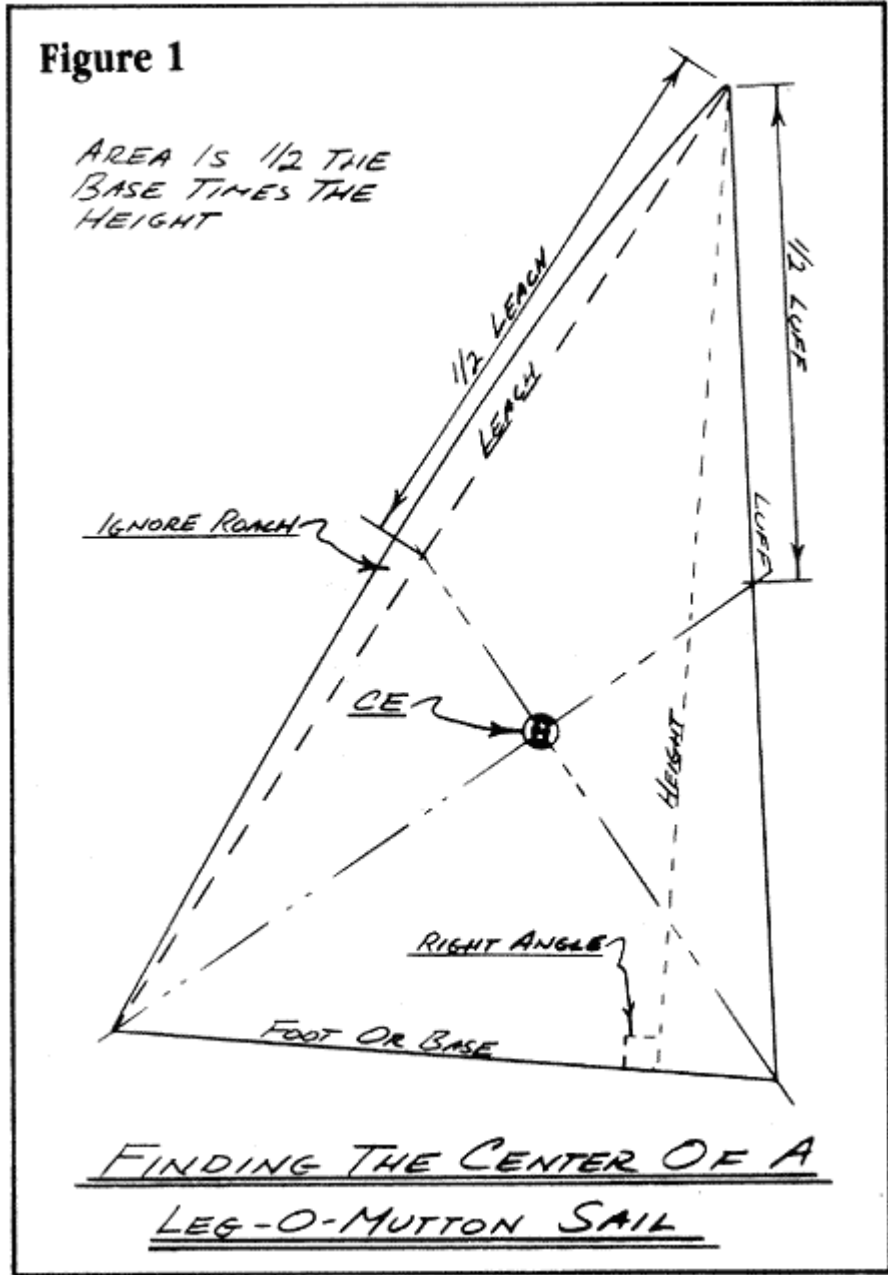 Figure 1
AREA IS 1/2 THE
BASE TIMES THE
HEIGHT
1/2 LEACH
LEACH
1/2 LUFF
LUFF
IGNORE ROACH
CE
HEIGHT
RIGHT ANGLE
FOOT OR BASE
FINDING THE CENTER OF A
LEG-O-MUTTON SAIL